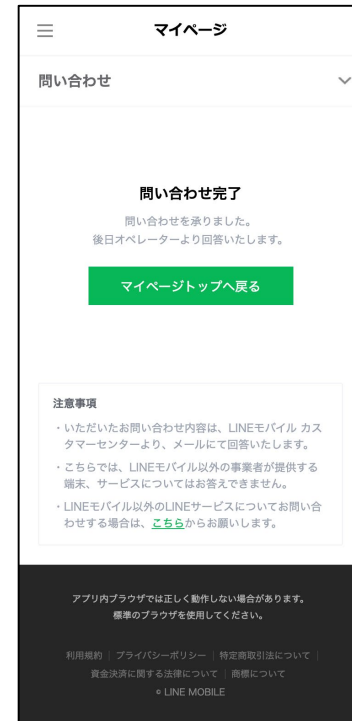 マイページ
問い合わせ
問い合わせ完了
問い合わせを承りました。
後日オペレーターより回答いたします。
マイページトップへ戻る
注意事項
・いただいたお問い合わせ内容は、LINEモバイル カス
タマーセンターより、メールにて回答いたします。
・こちらでは、LINEモバイル以外の事業者が提供する
端末、サービスについてはお答えできません。
・LINEモバイル以外のLINEサービスについてお問い合
わせする場合は、こちらからお願いします。
アプリ内ブラウザでは正しく動作しない場合があります。
標準のブラウザを使用してください。
利用規約 | プライバシーポリシー | 特定商取引法について |
資金決済に関する法律について | 商標について
© LINE MOBILE